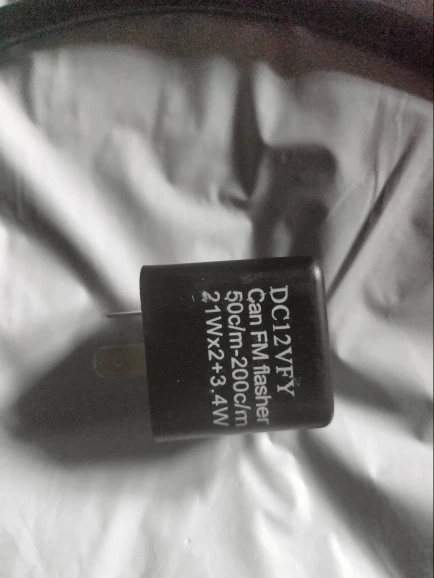 DC12VFY
Can FM flasher
50c/m-200c/m
21Wx2+3.4W